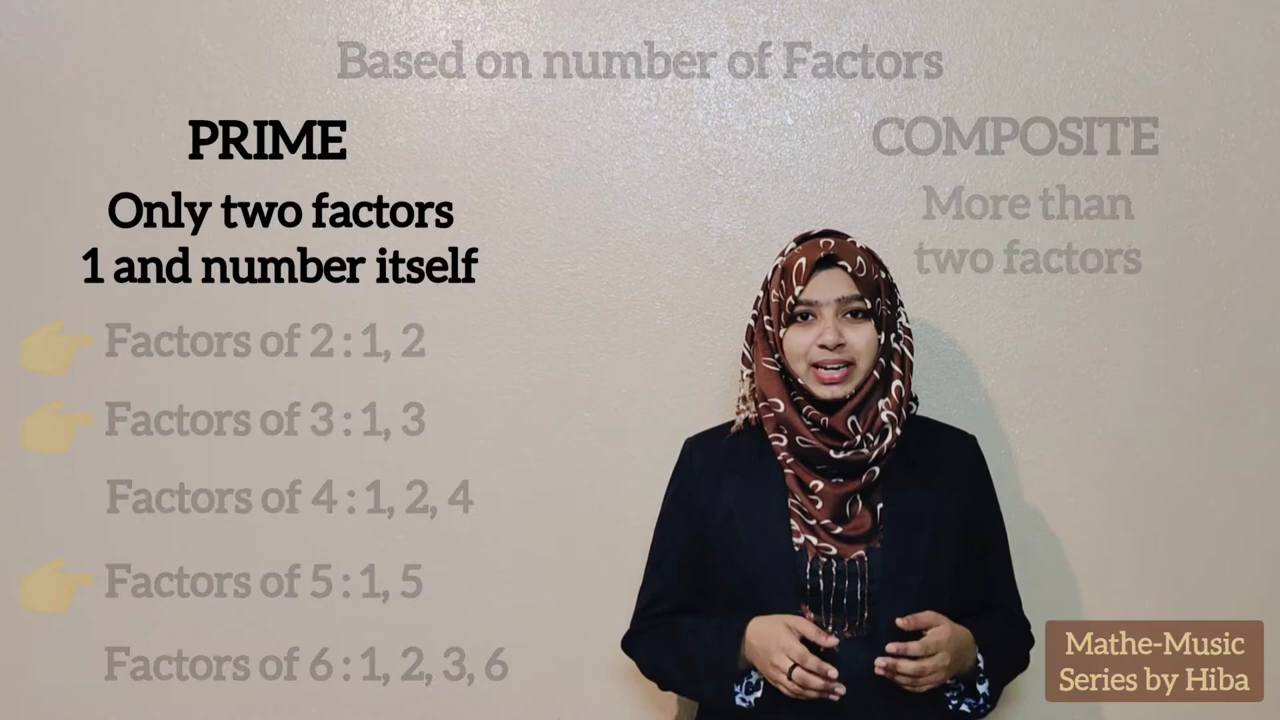 Based on number of Factors
PRIME
Only two factors
1 and number itself
Factors of 2 : 1, 2
Factors of 3 : 1, 3
Factors of 4 : 1, 2, 4
Factors of 5 : 1, 5
Factors of 6 : 1, 2, 3, 6
COMPOSITE
More than
two factors
Mathe-Music
Series by Hiba